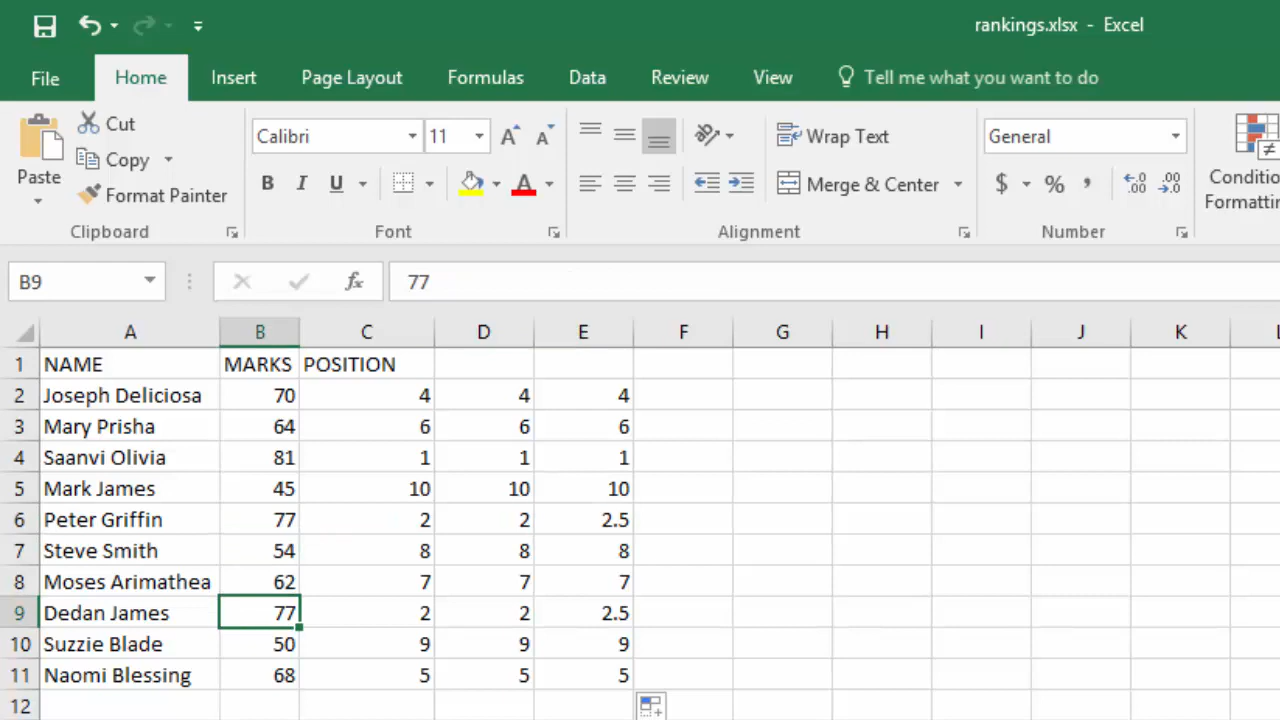 rankings.xlsx - Excel
File Home Insert Page Layout Formulas Data Review View Tell me what you want to do
Cut
Copy
Format Painter
Paste
Clipboard
Calibri 11
B I U
Font
Wrap Text
Merge & Center
Alignment
General
$ % , .0 .00 .00 .0
Number
Conditio
Formattin
B9 fx 77
A B C D E F G H I J K L
1 NAME MARKS POSITION
2 Joseph Deliciosa 70 4 4 4
3 Mary Prisha 64 6 6 6
4 Saanvi Olivia 81 1 1 1
5 Mark James 45 10 10 10
6 Peter Griffin 77 2 2 2.5
7 Steve Smith 54 8 8 8
8 Moses Arimathea 62 7 7 7
9 Dedan James 77 2 2 2.5
10 Suzzie Blade 50 9 9 9
11 Naomi Blessing 68 5 5 5
12